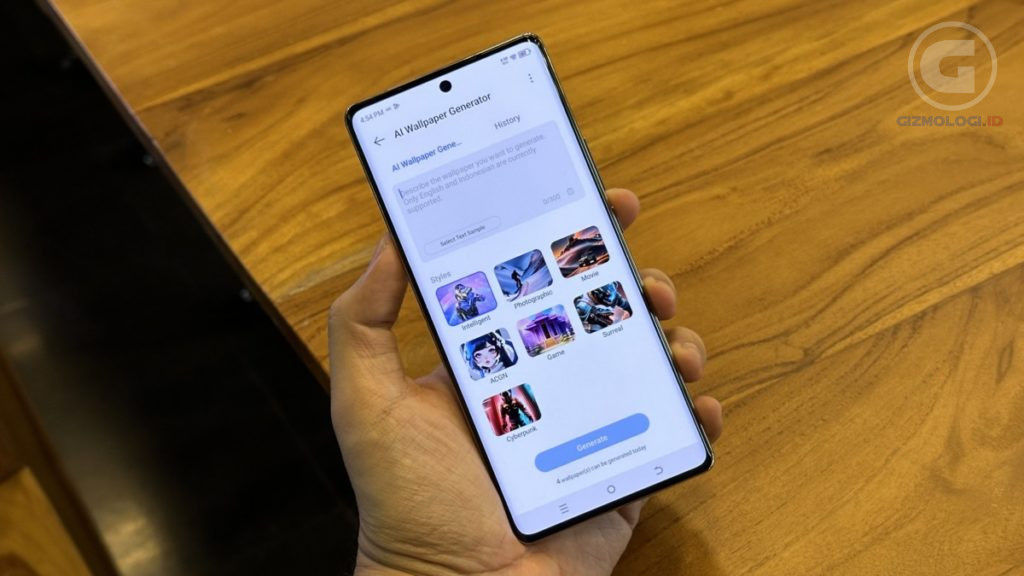 G
GIZMOLOGI.ID
4:54 PM
AI Wallpaper Generator
AI Wallpaper Gene...
History
Describe the wallpaper you want to generate.
Only English and Indonesian are currently
supported.
0/300
Select Text Sample
Styles
Intelligent
Photographic
Movie
ACGN
Game
Surreal
Cyberpunk
Generate
4 wallpaper(s) can be generated today